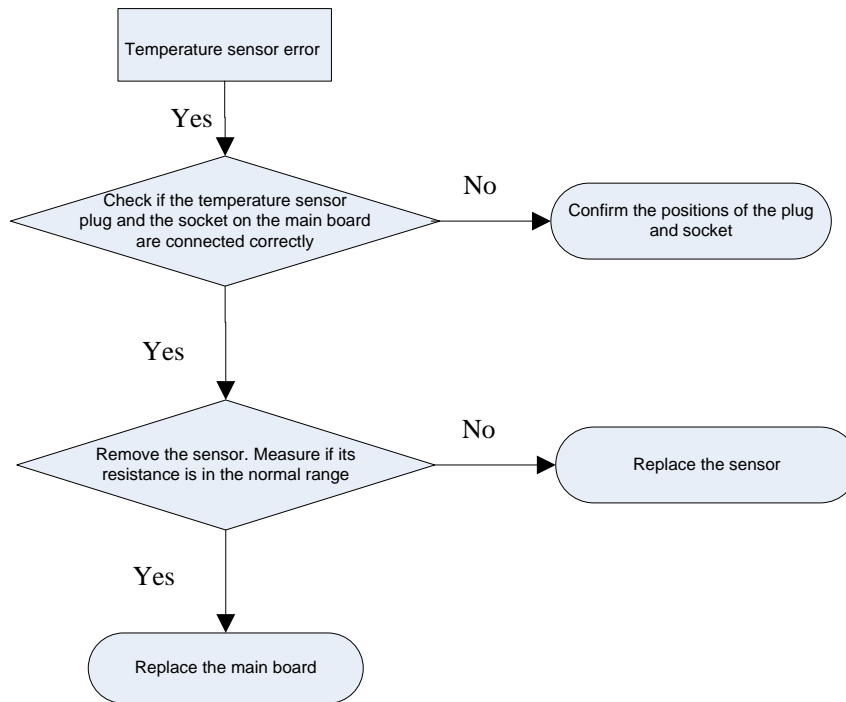 Temperature sensor error
Yes
Check if the temperature sensor
plug and the socket on the main board
are connected correctly
No
Confirm the positions of the plug
and socket
Yes
Remove the sensor. Measure if its
resistance is in the normal range
No
Replace the sensor
Yes
Replace the main board